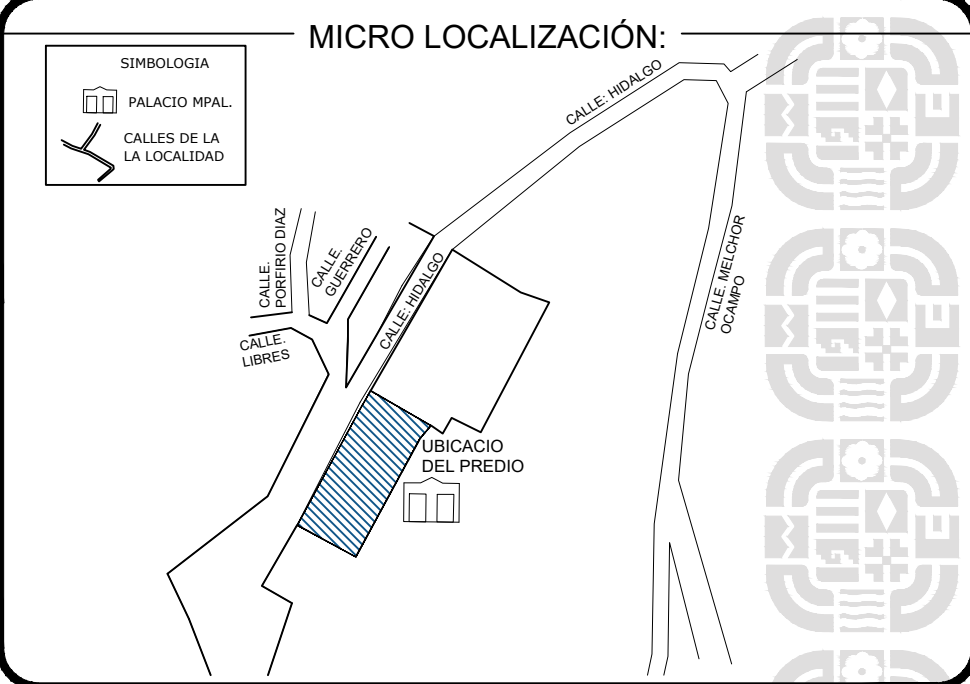 MICRO LOCALIZACIÓN:
SIMBOLOGIA
PALACIO MPAL.
CALLES DE LA
LA LOCALIDAD
CALLE: HIDALGO
CALLE.
PORFIRIO DIAZ
CALLE.
GUERRERO
CALLE: HIDALGO
CALLE. MELCHOR
OCAMPO
CALLE.
LIBRES
UBICACIO
DEL PREDIO